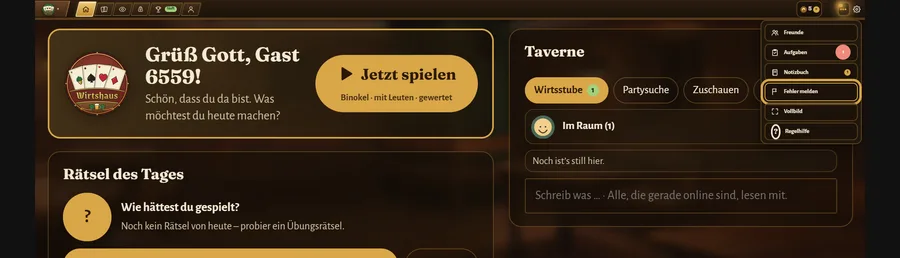 Wirtshaus
Grüß Gott, Gast
6559!
Schön, dass du da bist. Was
möchtest du heute machen?
Jetzt spielen
Binokel · mit Leuten · gewertet
Rätsel des Tages
?
Wie hättest du gespielt?
Noch kein Rätsel von heute – probier ein Übungsrätsel.
Taverne
Wirtsstube 1
Partysuche
Zuschauen
Im Raum (1)
Noch ist's still hier.
Schreib was … · Alle, die gerade online sind, lesen mit.
Freunde
Aufgaben
Notizbuch
Fehler melden
Vollbild
? Regelhilfe